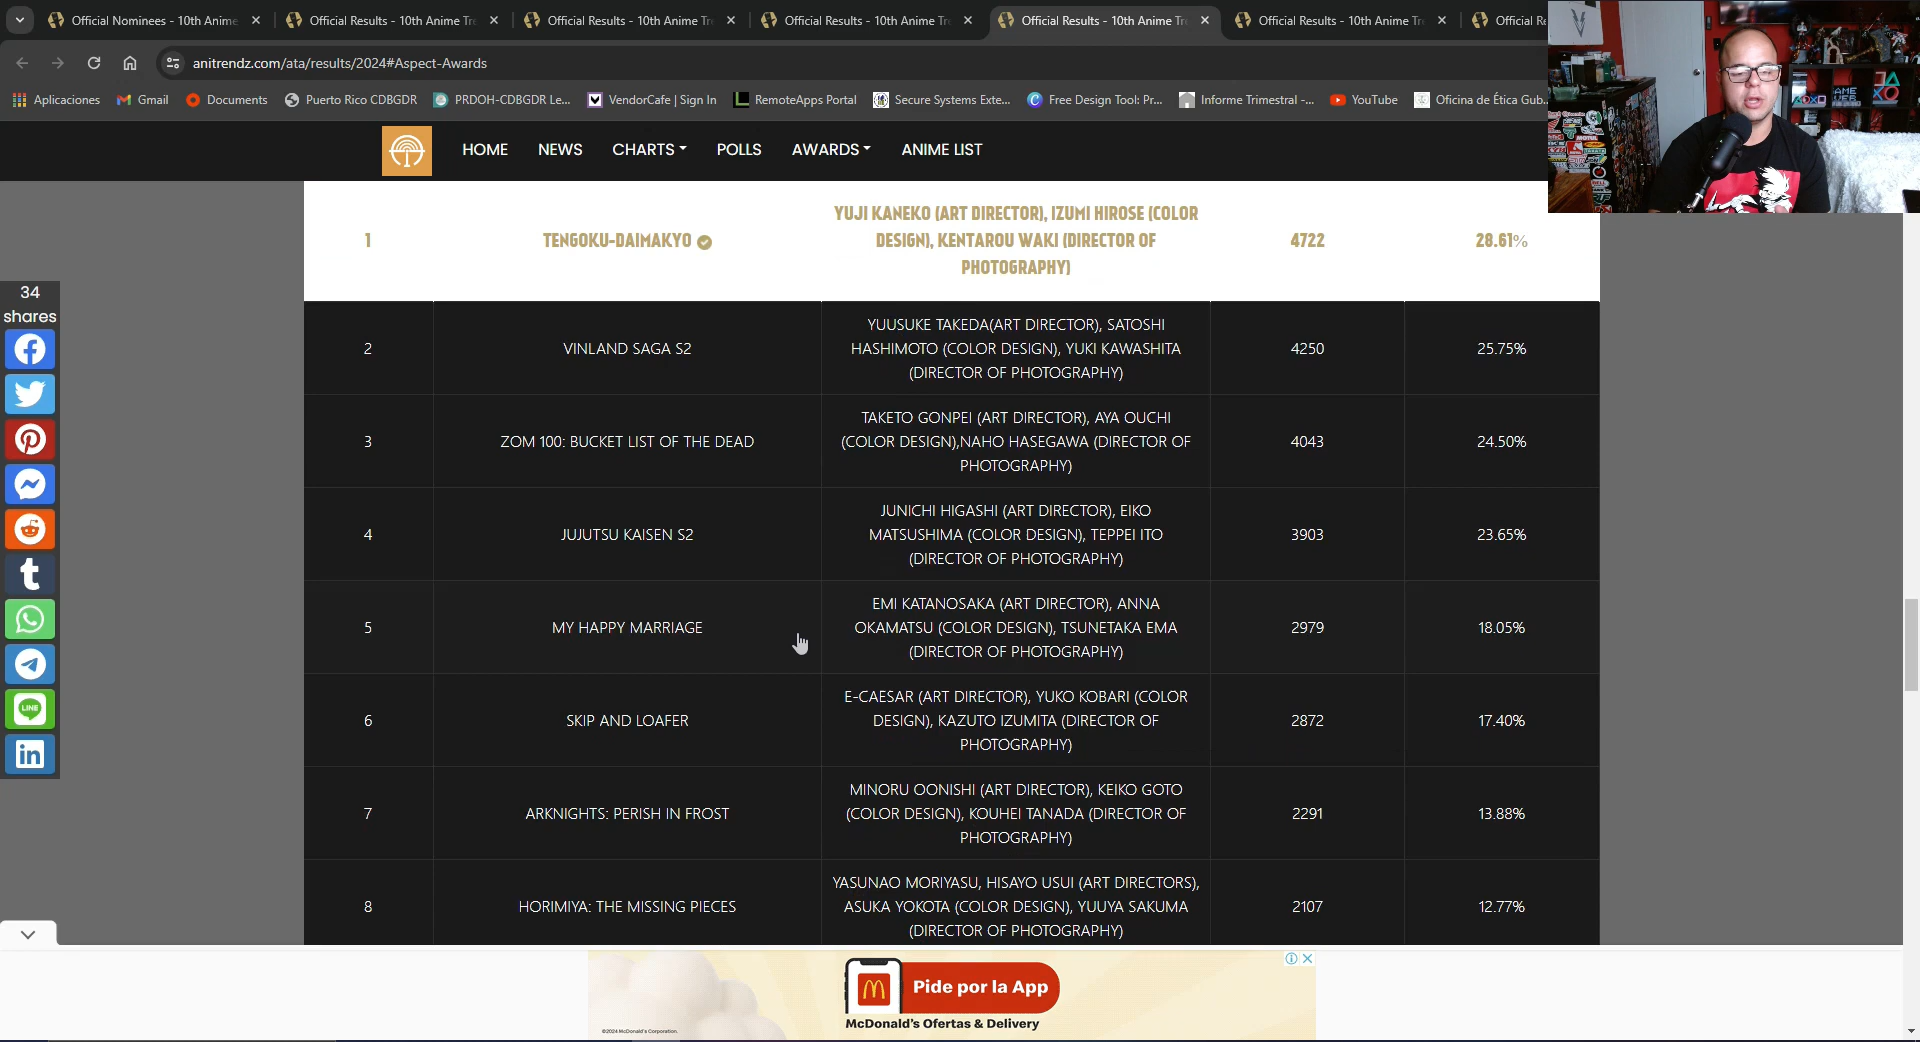 Official Nominees - 10th Anime
Official Results - 10th Anime Tr
Official Results - 10th Anime Tr
Official Results - 10th Anime Tr
Official Results - 10th Anime Tr
Official Results - 10th Anime Tr
Official Re
anitrendz.com/ata/results/2024#Aspect-Awards
Aplicaciones
Gmail
Documents
Puerto Rico CDBGDR
PRDOH-CDBGDR Le...
VendorCafe | Sign In
RemoteApps Portal
Secure Systems Exte...
Free Design Tool: Pr...
Informe Trimestral -...
YouTube
Oficina de Ética Gub...
HOME
NEWS
CHARTS
POLLS
AWARDS
ANIME LIST
34
shares
LINE
1
TENGOKU-DAIMAKYO
YUJI KANEKO (ART DIRECTOR), IZUMI HIROSE (COLOR
DESIGN), KENTAROU WAKI (DIRECTOR OF
PHOTOGRAPHY)
4722
28.61%
2
VINLAND SAGA S2
YUUSUKE TAKEDA(ART DIRECTOR), SATOSHI
HASHIMOTO (COLOR DESIGN), YUKI KAWASHITA
(DIRECTOR OF PHOTOGRAPHY)
4250
25.75%
3
ZOM 100: BUCKET LIST OF THE DEAD
TAKETO GONPEI (ART DIRECTOR), AYA OUCHI
(COLOR DESIGN),NAHO HASEGAWA (DIRECTOR OF
PHOTOGRAPHY)
4043
24.50%
4
JUJUTSU KAISEN S2
JUNICHI HIGASHI (ART DIRECTOR), EIKO
MATSUSHIMA (COLOR DESIGN), TEPPEI ITO
(DIRECTOR OF PHOTOGRAPHY)
3903
23.65%
5
MY HAPPY MARRIAGE
EMI KATANOSAKA (ART DIRECTOR), ANNA
OKAMATSU (COLOR DESIGN), TSUNETAKA EMA
(DIRECTOR OF PHOTOGRAPHY)
2979
18.05%
6
SKIP AND LOAFER
E-CAESAR (ART DIRECTOR), YUKO KOBARI (COLOR
DESIGN), KAZUTO IZUMITA (DIRECTOR OF
PHOTOGRAPHY)
2872
17.40%
7
ARKNIGHTS: PERISH IN FROST
MINORU OONISHI (ART DIRECTOR), KEIKO GOTO
(COLOR DESIGN), KOUHEI TANADA (DIRECTOR OF
PHOTOGRAPHY)
2291
13.88%
8
HORIMIYA: THE MISSING PIECES
YASUNAO MORIYASU, HISAYO USUI (ART DIRECTORS),
ASUKA YOKOTA (COLOR DESIGN), YUUYA SAKUMA
(DIRECTOR OF PHOTOGRAPHY)
2107
12.77%
Pide por la App
McDonald's Ofertas & Delivery
©2024 McDonald's Corporation.